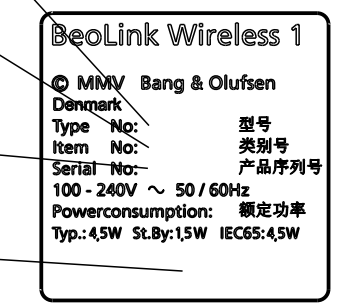 BeoLink Wireless 1
© MMV Bang & Olufsen
Denmark
Type No: 型号
Item No: 类别号
Serial No: 产品序列号
100 - 240V ～ 50 / 60Hz
Powerconsumption: 额定功率
Typ.: 4,5W St.By: 1,5W IEC65: 4,5W